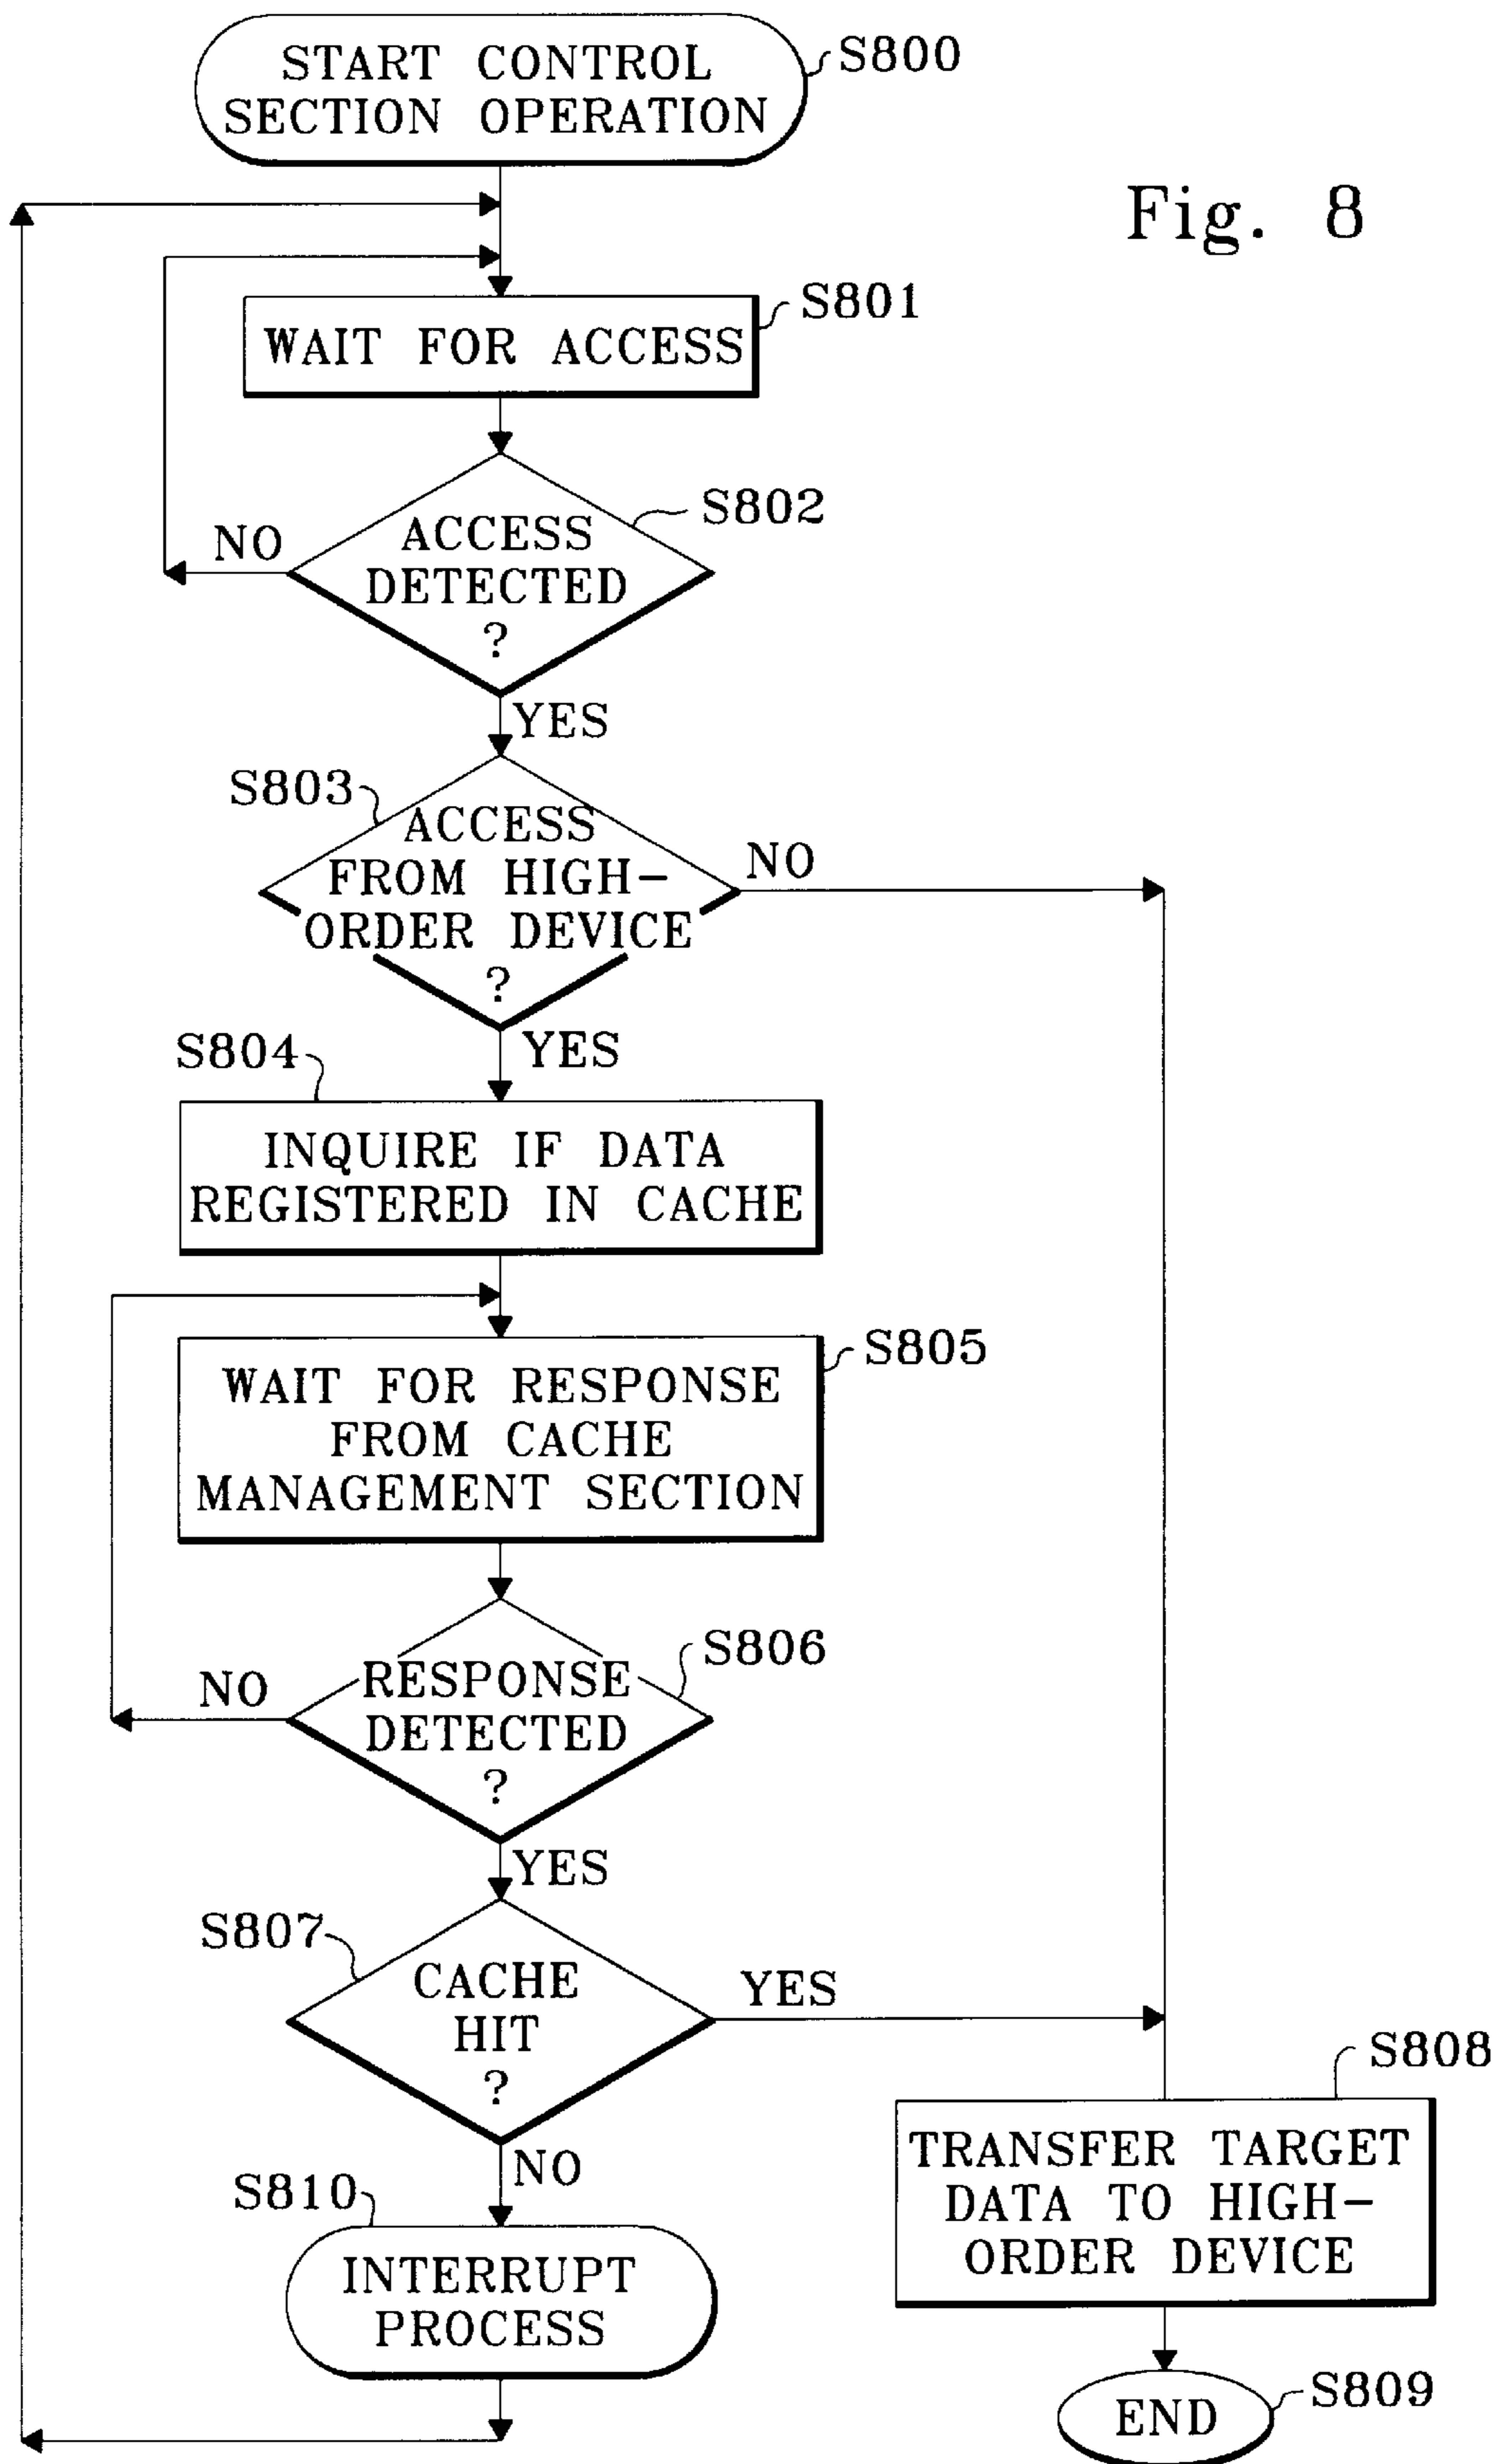 START CONTROL
SECTION OPERATION
S800
Fig. 8
WAIT FOR ACCESS
S801
ACCESS
DETECTED
?
S802
NO
YES
S803
ACCESS
FROM HIGH-
ORDER DEVICE
?
NO
YES
S804
INQUIRE IF DATA
REGISTERED IN CACHE
S805
WAIT FOR RESPONSE
FROM CACHE
MANAGEMENT SECTION
S806
RESPONSE
DETECTED
?
NO
YES
S807
CACHE
HIT
?
YES
NO
S808
TRANSFER TARGET
DATA TO HIGH-
ORDER DEVICE
S810
INTERRUPT
PROCESS
END
S809